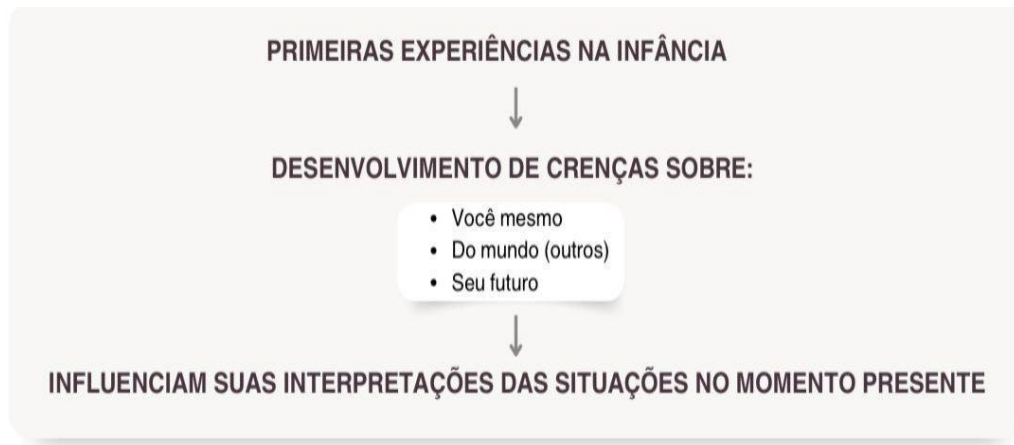 PRIMEIRAS EXPERIÊNCIAS NA INFÂNCIA
DESENVOLVIMENTO DE CRENÇAS SOBRE:
• Você mesmo
• Do mundo (outros)
• Seu futuro
INFLUENCIAM SUAS INTERPRETAÇÕES DAS SITUAÇÕES NO MOMENTO PRESENTE